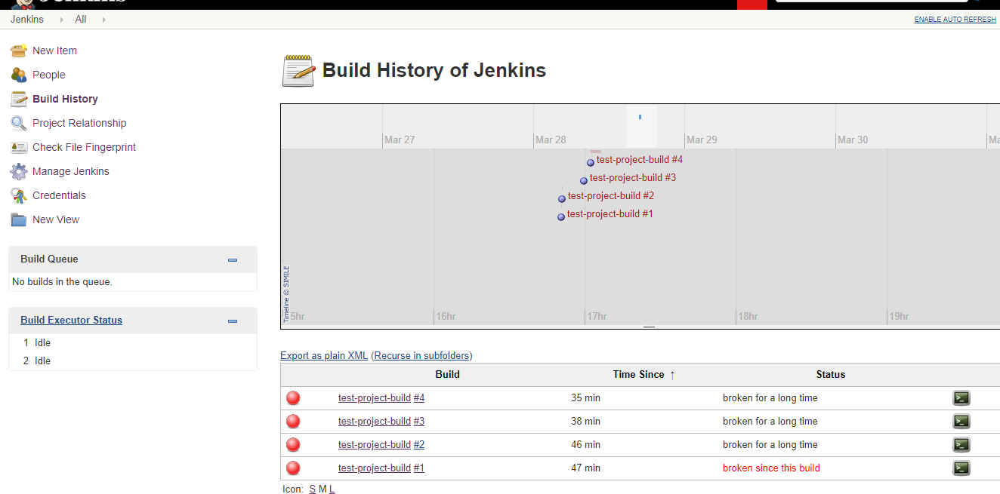 Jenkins All
ENABLE AUTO REFRESH
New Item
People
Build History
Project Relationship
Check File Fingerprint
Manage Jenkins
Credentials
New View
Build Queue
No builds in the queue.
Build Executor Status
1 Idle
2 Idle
Build History of Jenkins
Mar 27 Mar 28 Mar 29 Mar 30
test-project-build #4
test-project-build #3
test-project-build #2
test-project-build #1
Timeline © SIMILE
5hr 16hr 17hr 18hr 19hr
Export as plain XML (Recurse in subfolders)
Build Time Since ↑ Status
test-project-build #4 35 min broken for a long time
test-project-build #3 38 min broken for a long time
test-project-build #2 46 min broken for a long time
test-project-build #1 47 min broken since this build
Icon: S M L